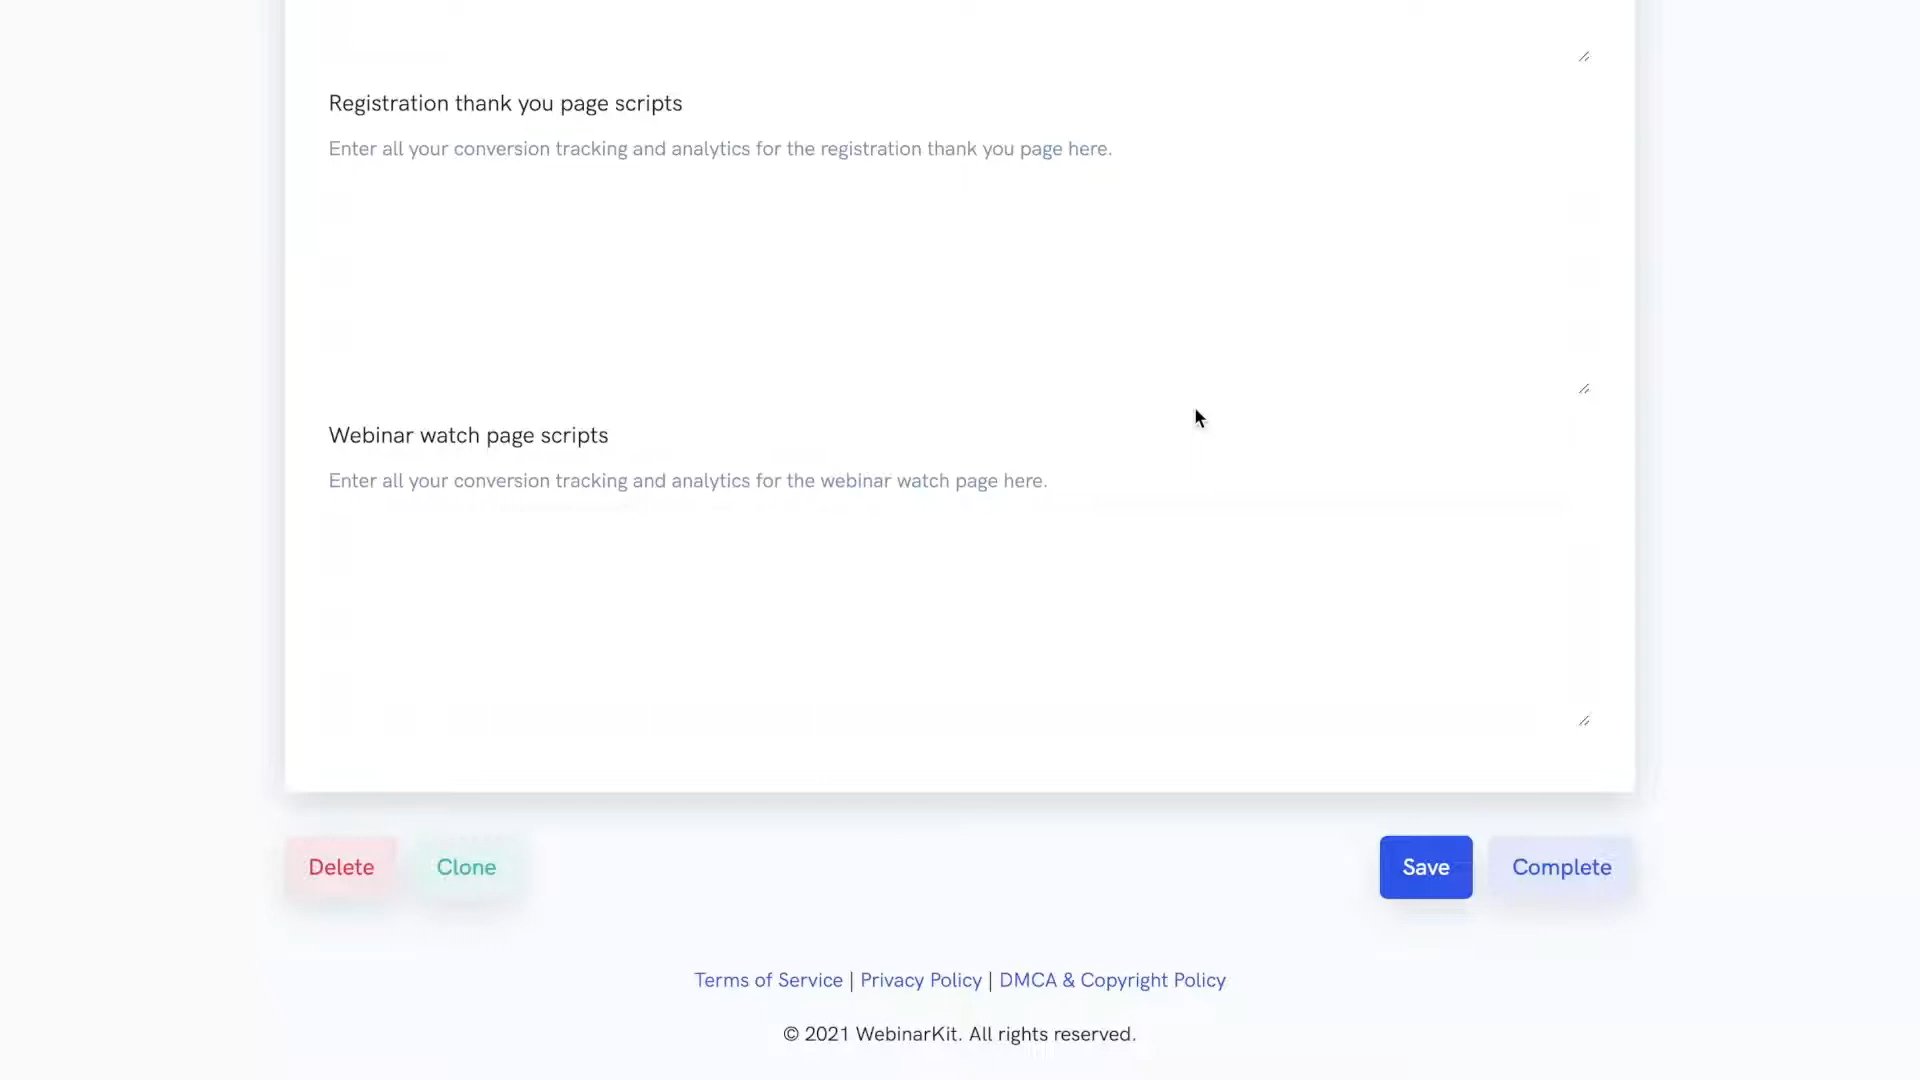 Registration thank you page scripts
Enter all your conversion tracking and analytics for the registration thank you page here.
Webinar watch page scripts
Enter all your conversion tracking and analytics for the webinar watch page here.
Delete Clone Save Complete
Terms of Service | Privacy Policy | DMCA & Copyright Policy
© 2021 WebinarKit. All rights reserved.